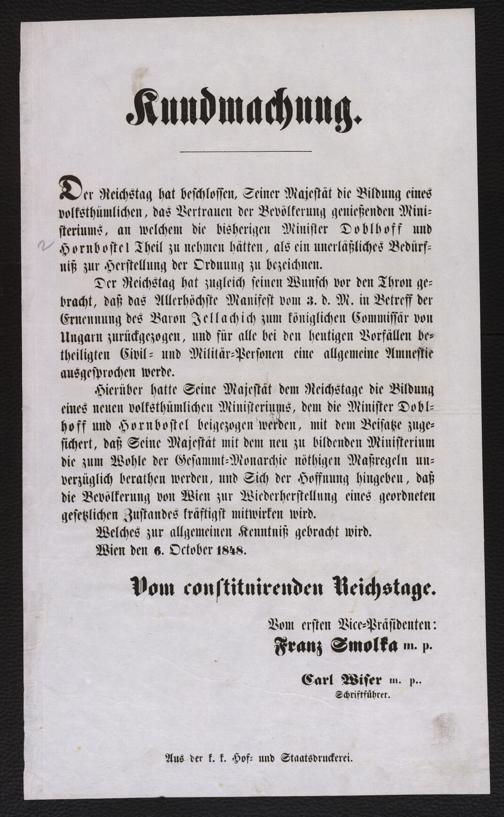 Kundmachung.
Der Reichstag hat beschlossen, Seiner Majestät die Bildung eines
volksthümlichen, das Vertrauen der Bevölkerung genießenden Mini-
steriums, an welchem die bisherigen Minister Doblhoff und
Hornbostel Theil zu nehmen hätten, als ein unerläßliches Bedürf-
niß zur Herstellung der Ordnung zu bezeichnen.
Der Reichstag hat zugleich seinen Wunsch vor den Thron ge-
bracht, daß das Allerhöchste Manifest vom 3. d. M. in Betreff der
Ernennung des Baron Jellachich zum königlichen Commissär von
Ungarn zurückgezogen, und für alle bei den heutigen Vorfällen be-
theiligten Civil- und Militär-Personen eine allgemeine Amnestie
ausgesprochen werde.
Hierüber hatte Seine Majestät dem Reichstage die Bildung
eines neuen volksthümlichen Ministeriums, dem die Minister Dobl-
hoff und Hornbostel beigezogen werden, mit dem Beisatze zuge-
sichert, daß Seine Majestät mit dem neu zu bildenden Ministerium
die zum Wohle der Gesammt-Monarchie nöthigen Maßregeln un-
verzüglich berathen werden, und Sich der Hoffnung hingeben, daß
die Bevölkerung von Wien zur Wiederherstellung eines geordneten
gesetzlichen Zustandes kräftigst mitwirken wird.
Welches zur allgemeinen Kenntniß gebracht wird.
Wien den 6. October 1848.
Vom constituirenden Reichstage.
Vom ersten Vice-Präsidenten:
Franz Smolka m. p.
Carl Wiser m. p..
Schriftführer.
Aus der k. k. Hof- und Staatsdruckerei.
2